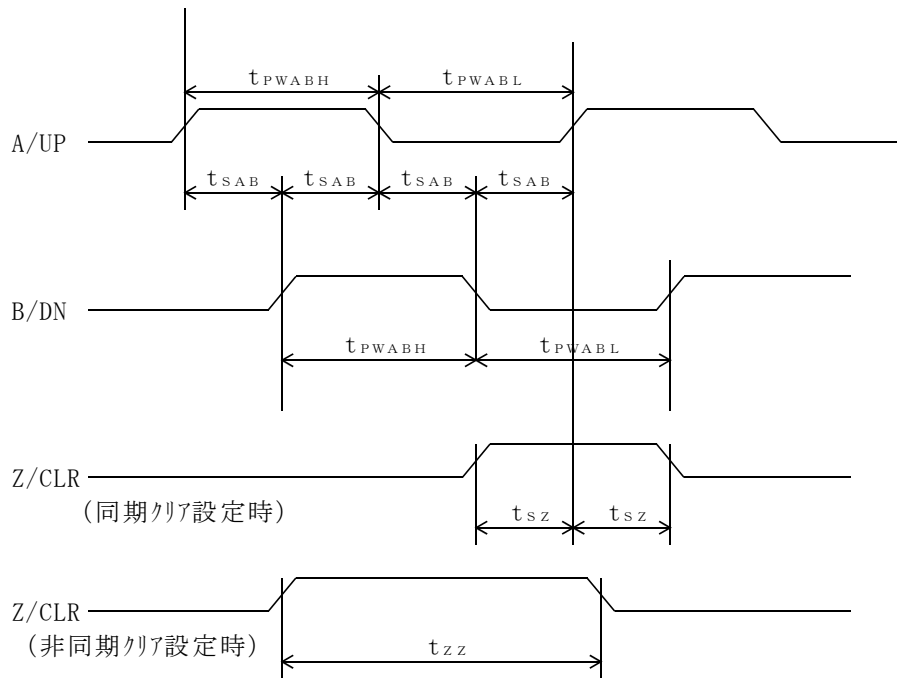 tPWABH tPWABL
A/UP
tSAB tSAB tSAB tSAB
B/DN
tPWABH tPWABL
Z/CLR
(同期ｸﾘｱ設定時)
tSZ tSZ
Z/CLR
(非同期ｸﾘｱ設定時)
tZZ